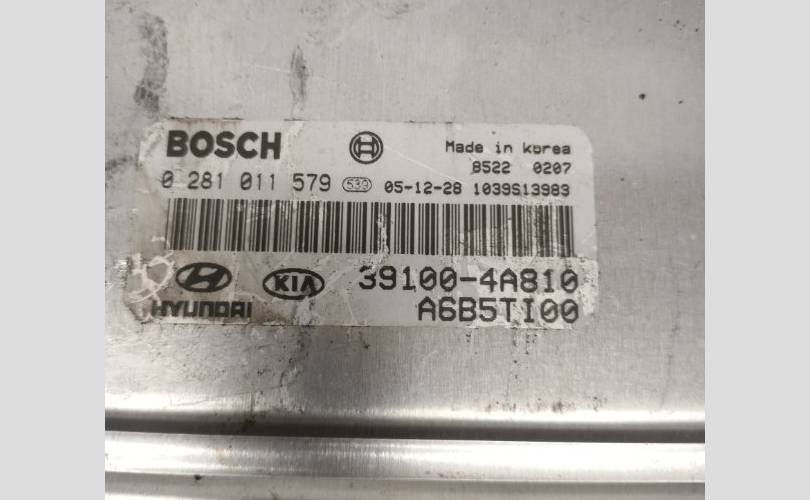 BOSCH Made in Korea
8522 0207
0 281 011 579 539 05-12-28 1039S13983
KIA 39100-4A810
HYUNDAI A6B5TI00